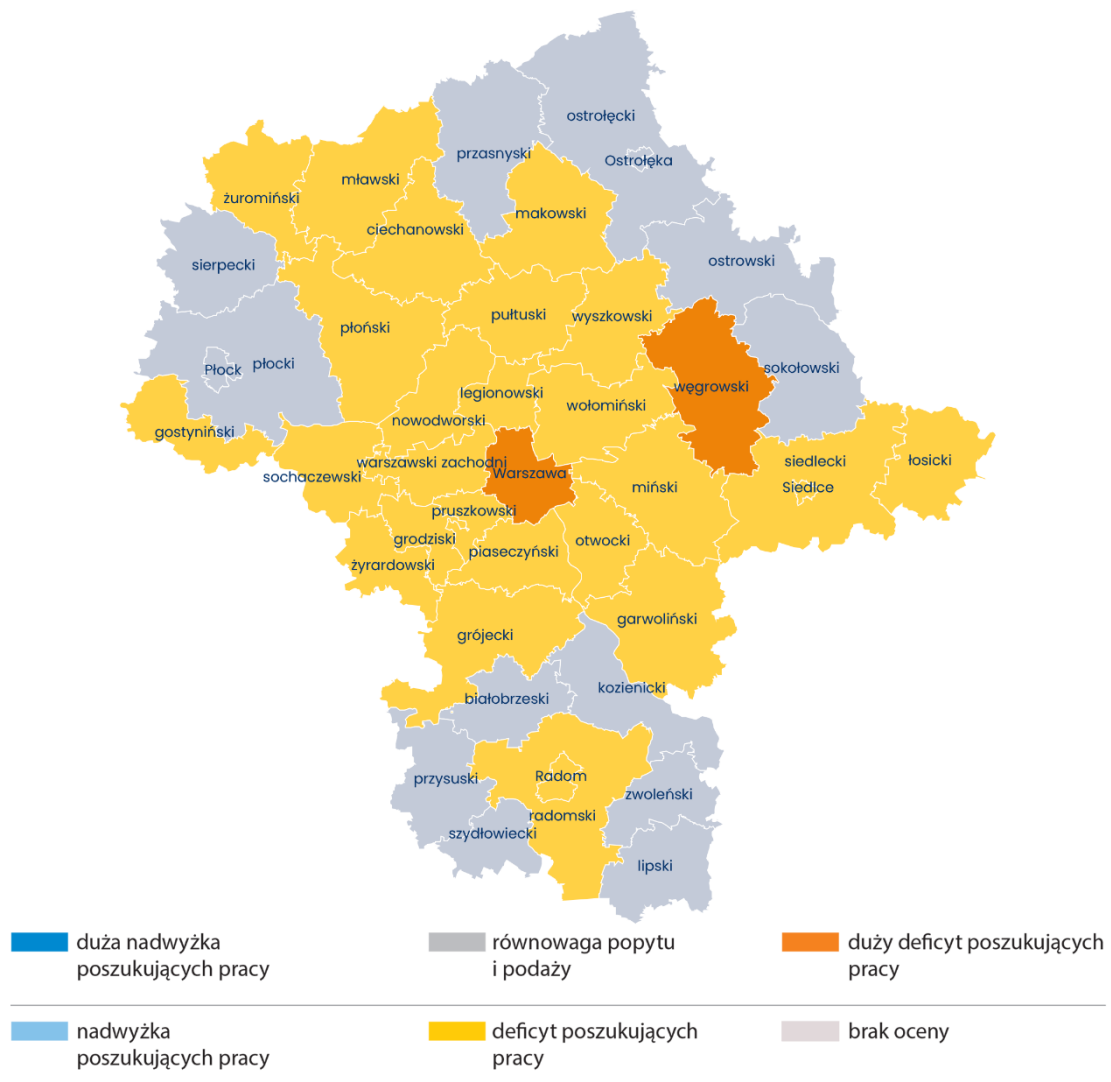 ostrołęcki
przasnyski
Ostrołęka
mławski
żuromiński
makowski
ciechanowski
ostrowski
sierpecki
pułtuski
wyszkowski
płoński
płocki
Płock
sokołowski
węgrowski
legionowski
wołomiński
nowodworski
gostyniński
warszawski zachodni
siedlecki
łosicki
Warszawa
sochaczewski
miński
Siedlce
pruszkowski
grodziski
otwocki
piaseczyński
żyrardowski
garwoliński
grójecki
kozienicki
białobrzeski
Radom
przysuski
zwoleński
radomski
szydłowiecki
lipski
duża nadwyżka
poszukujących pracy
równowaga popytu
i podaży
duży deficyt poszukujących
pracy
nadwyżka
poszukujących pracy
deficyt poszukujących
pracy
brak oceny